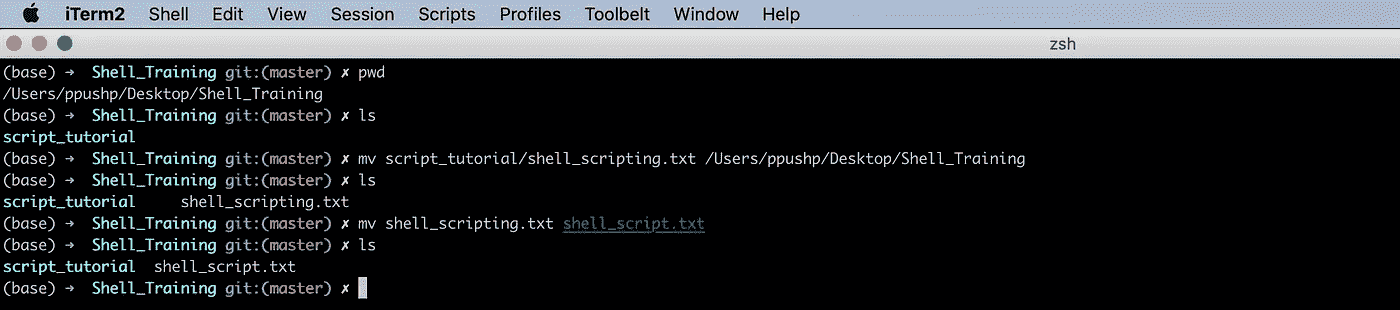 iTerm2 Shell Edit View Session Scripts Profiles Toolbelt Window Help
zsh
(base) → Shell_Training git:(master) ✗ pwd
/Users/ppushp/Desktop/Shell_Training
(base) → Shell_Training git:(master) ✗ ls
script_tutorial
(base) → Shell_Training git:(master) ✗ mv script_tutorial/shell_scripting.txt /Users/ppushp/Desktop/Shell_Training
(base) → Shell_Training git:(master) ✗ ls
script_tutorial     shell_scripting.txt
(base) → Shell_Training git:(master) ✗ mv shell_scripting.txt shell_script.txt
(base) → Shell_Training git:(master) ✗ ls
script_tutorial  shell_script.txt
(base) → Shell_Training git:(master) ✗